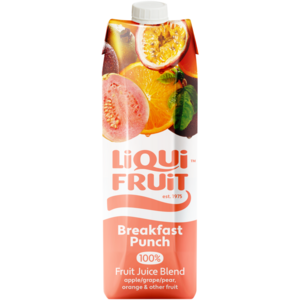 LiQUi
FRUiT
est. 1975
Breakfast
Punch
100%
Fruit Juice Blend
apple/grape/pear,
orange & other fruit